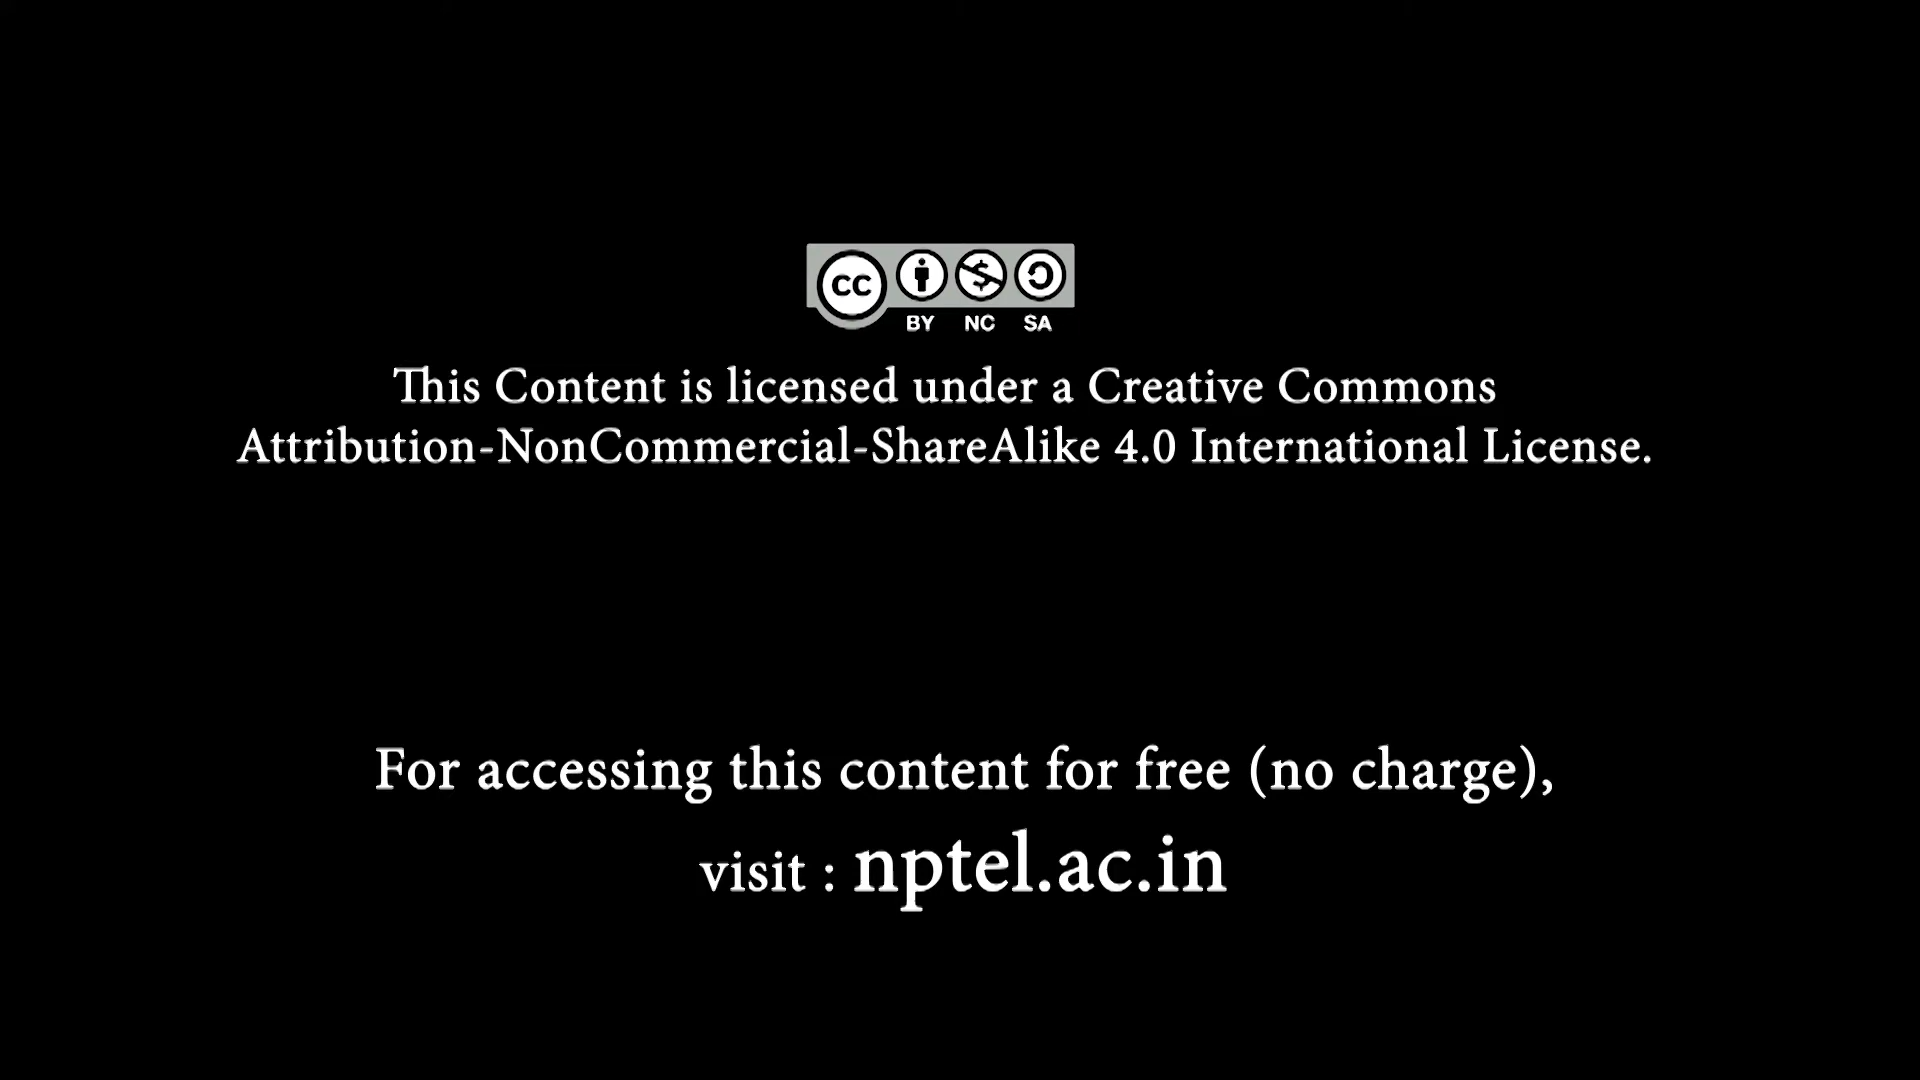 cc
BY NC SA
This Content is licensed under a Creative Commons
Attribution-NonCommercial-ShareAlike 4.0 International License.
For accessing this content for free (no charge),
visit : nptel.ac.in